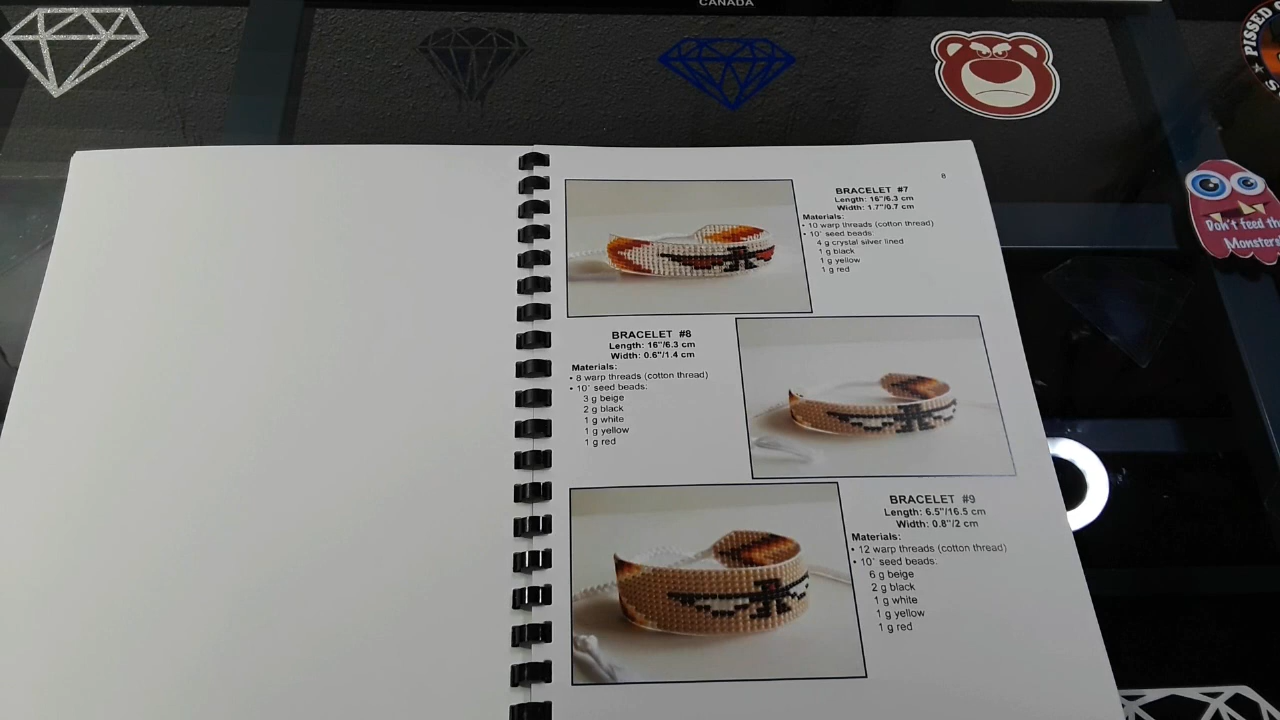 CANADA
PISSED
Don't feed the
Monsters
8
BRACELET #7
Length: 16"/6.3 cm
Width: 1.7"/0.7 cm
Materials:
• 10 warp threads (cotton thread)
• 10˚ seed beads
4 g crystal silver lined
1 g black
1 g yellow
1 g red
BRACELET #8
Length: 16"/6.3 cm
Width: 0.6"/1.4 cm
Materials:
• 8 warp threads (cotton thread)
• 10˚ seed beads:
3 g beige
2 g black
1 g white
1 g yellow
1 g red
BRACELET #9
Length: 6.5"/16.5 cm
Width: 0.8"/2 cm
Materials:
• 12 warp threads (cotton thread)
• 10˚ seed beads:
6 g beige
2 g black
1 g white
1 g yellow
1 g red